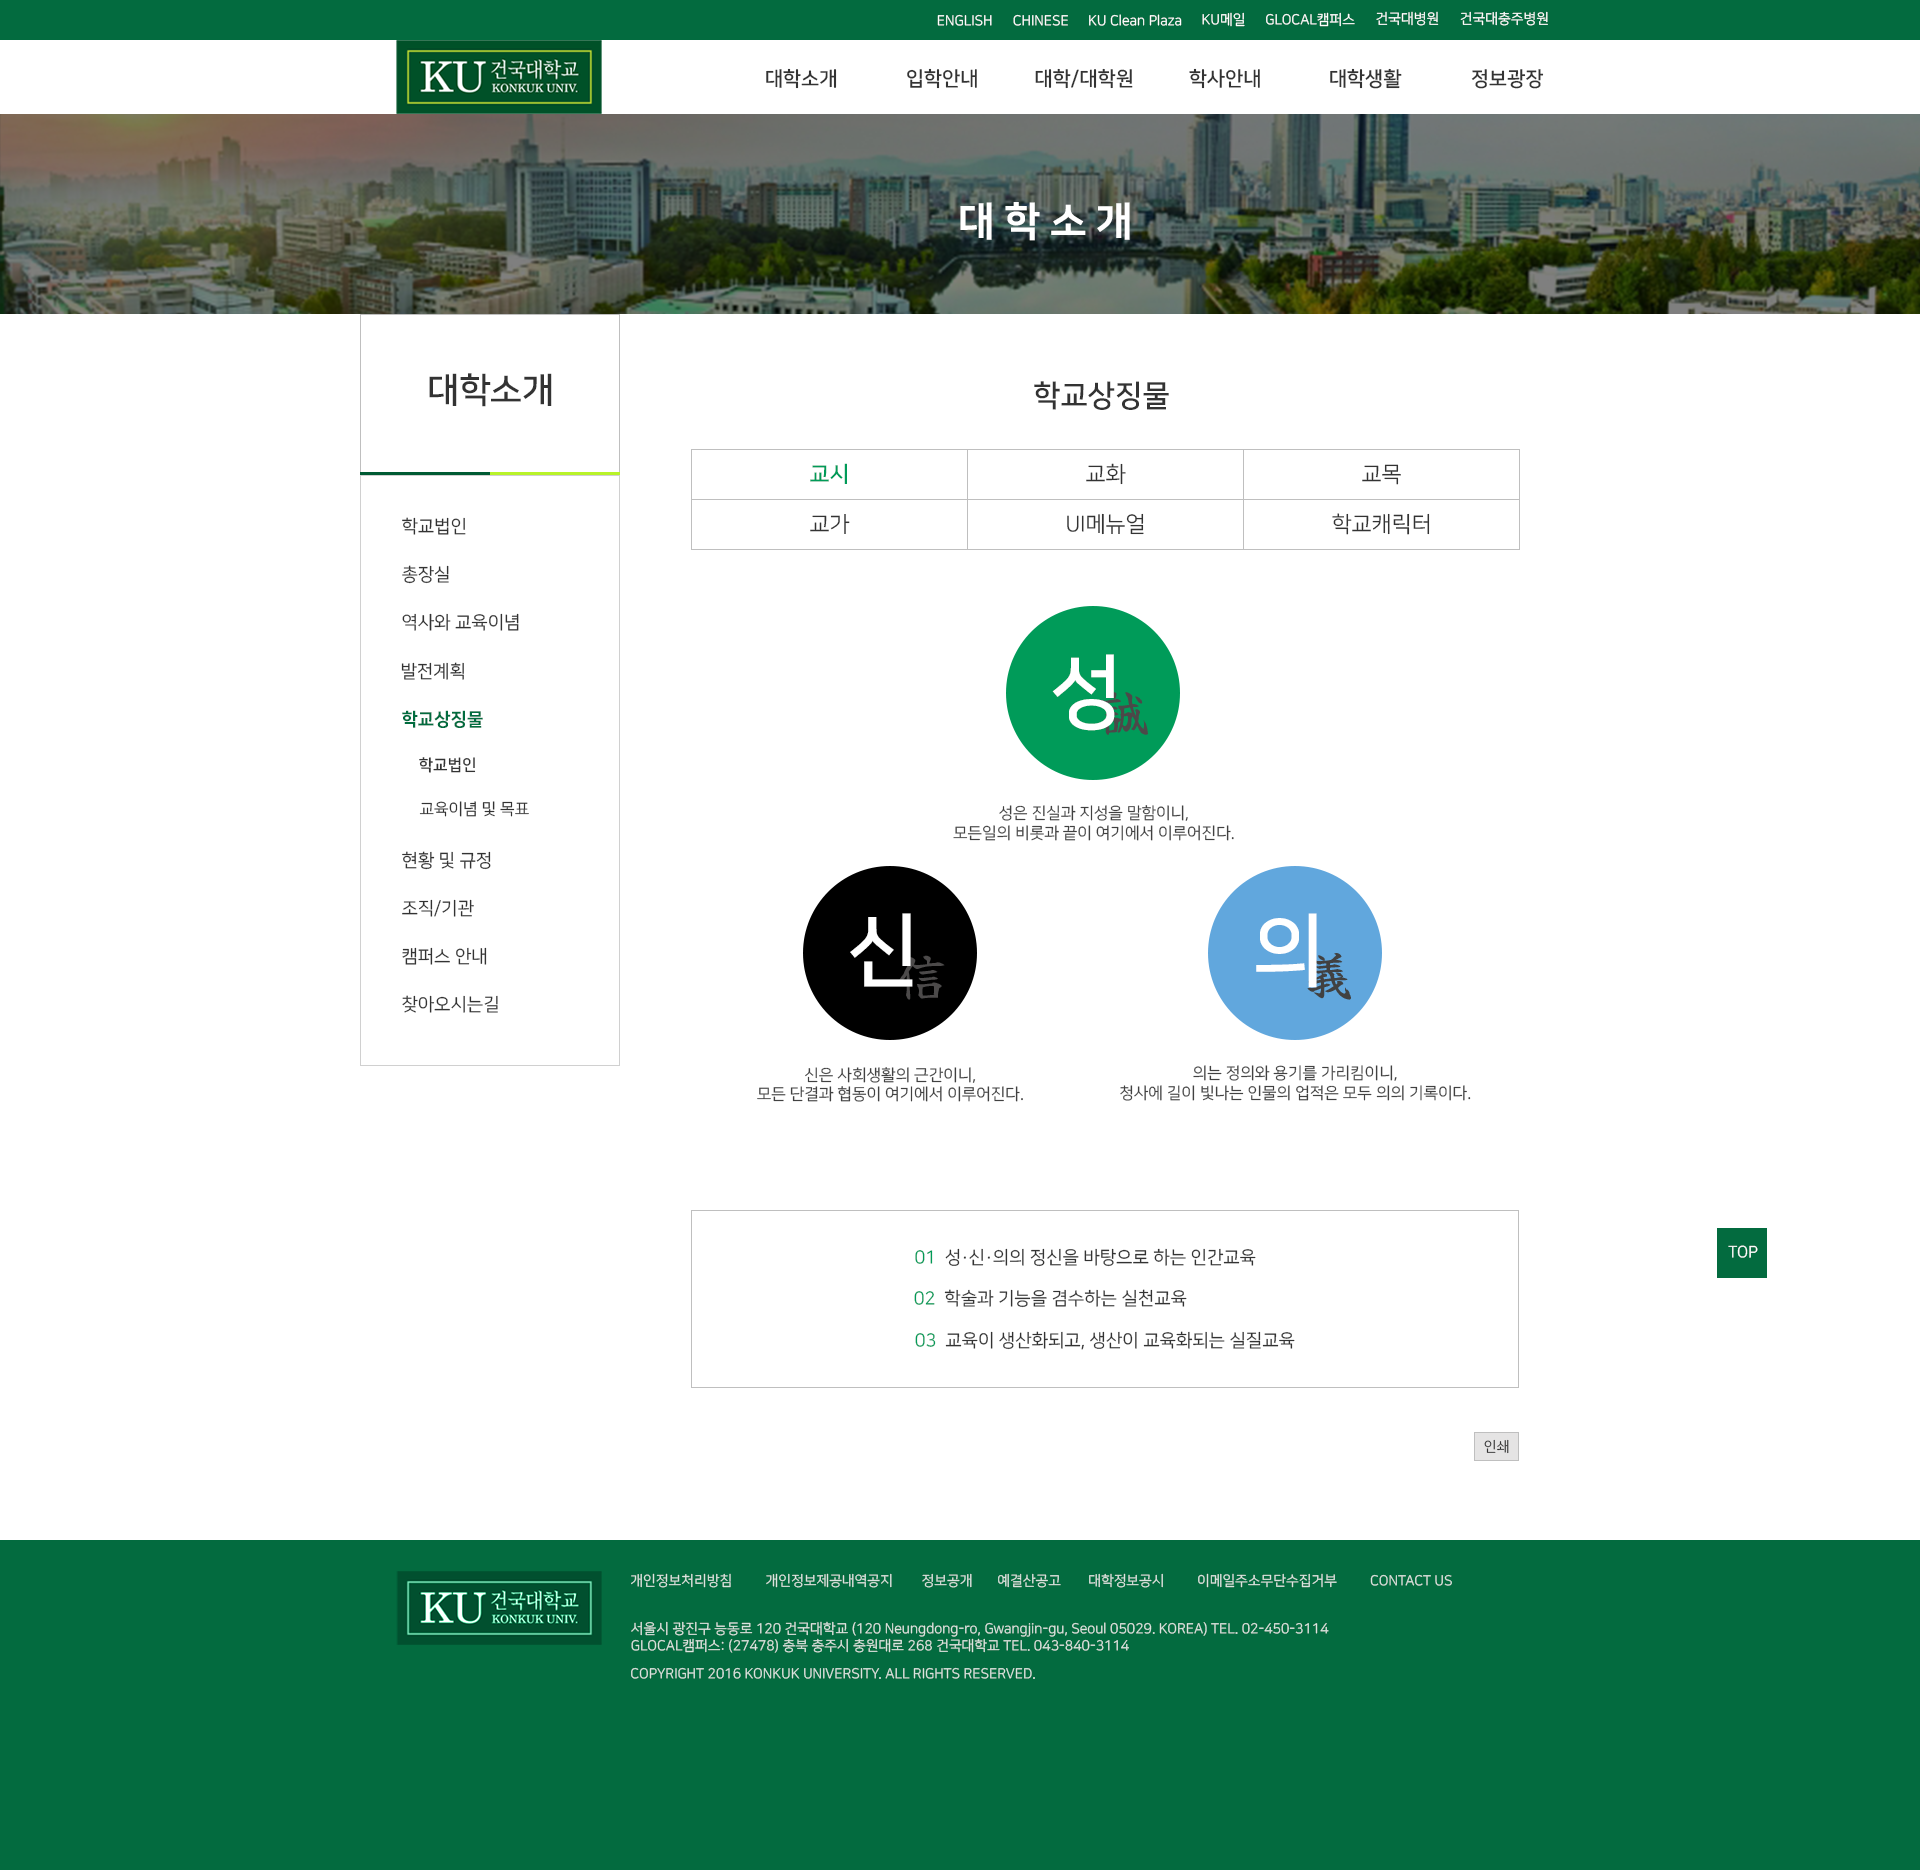 ENGLISH CHINESE KU Clean Plaza KU메일 GLOCAL캠퍼스 건국대병원 건국대충주병원
KU 건국대학교
KONKUK UNIV.
대학소개 입학안내 대학/대학원 학사안내 대학생활 정보광장
대학소개
대학소개
학교법인
총장실
역사와 교육이념
발전계획
학교상징물
학교법인
교육이념 및 목표
현황 및 규정
조직/기관
캠퍼스 안내
찾아오시는길
학교상징물
교시 교화 교목
교가 UI메뉴얼 학교캐릭터
성 誠
성은 진실과 지성을 말함이니,
모든일의 비롯과 끝이 여기에서 이루어진다.
신 信
신은 사회생활의 근간이니,
모든 단결과 협동이 여기에서 이루어진다.
의 義
의는 정의와 용기를 가리킴이니,
청사에 길이 빛나는 인물의 업적은 모두 의의 기록이다.
01 성·신·의의 정신을 바탕으로 하는 인간교육
02 학술과 기능을 겸수하는 실천교육
03 교육이 생산화되고, 생산이 교육화되는 실질교육
TOP
인쇄
KU 건국대학교
KONKUK UNIV.
개인정보처리방침 개인정보제공내역공지 정보공개 예결산공고 대학정보공시 이메일주소무단수집거부 CONTACT US
서울시 광진구 능동로 120 건국대학교 (120 Neungdong-ro, Gwangjin-gu, Seoul 05029. KOREA) TEL. 02-450-3114
GLOCAL캠퍼스: (27478) 충북 충주시 충원대로 268 건국대학교 TEL. 043-840-3114
COPYRIGHT 2016 KONKUK UNIVERSITY. ALL RIGHTS RESERVED.